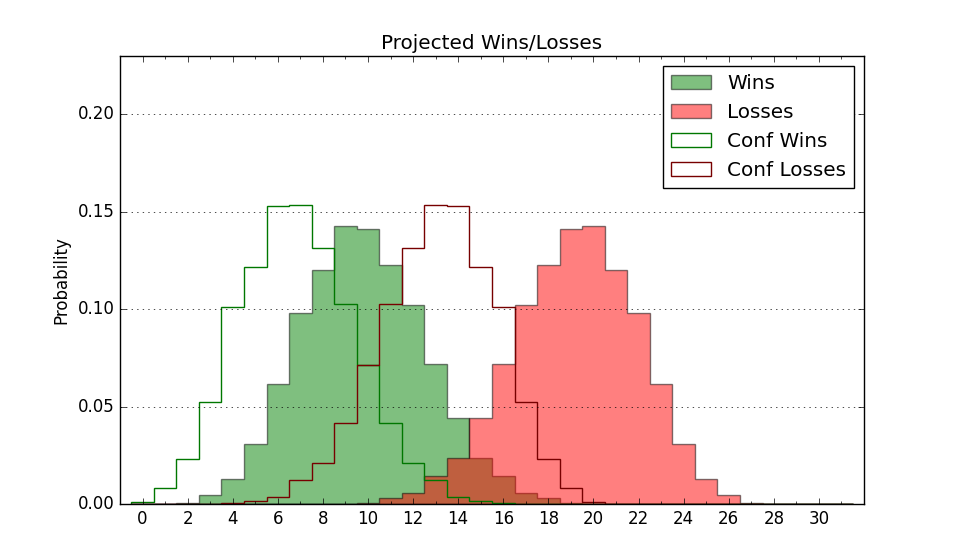 Projected Wins/Losses
Wins
Losses
Conf Wins
Conf Losses
Probability
0.20
0.15
0.10
0.05
0.00
0 2 4 6 8 10 12 14 16 18 20 22 24 26 28 30